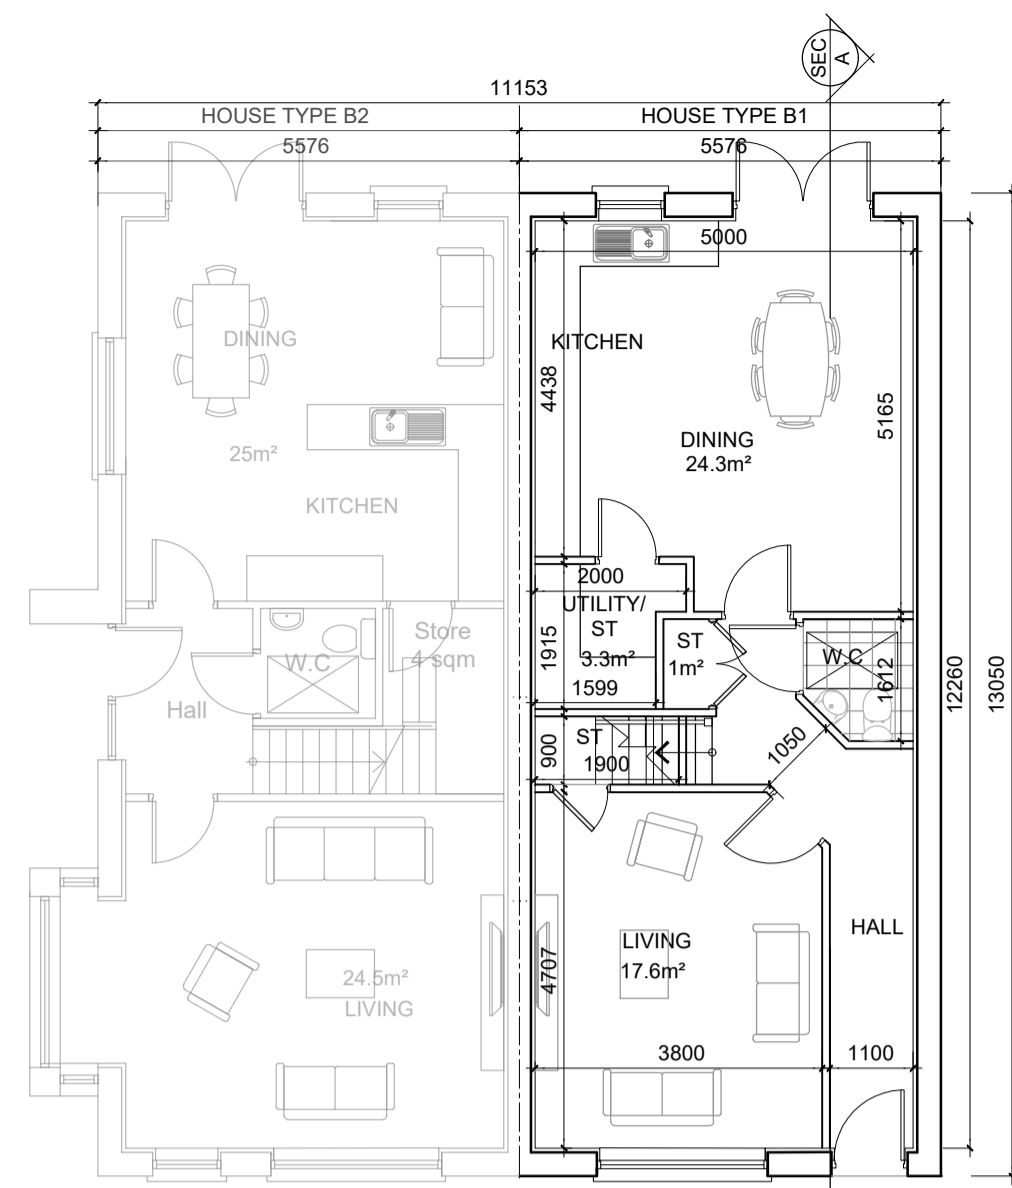 SEC
A
11153
HOUSE TYPE B2
HOUSE TYPE B1
5576
5576
5000
DINING
KITCHEN
4438
5165
25m²
DINING
24.3m²
KITCHEN
2000
UTILITY/
ST
3.3m²
1915
1599
ST
1m²
W.C
1612
Store
4 sqm
W.C
Hall
12260
13050
ST
900
1900
1050
HALL
LIVING
17.6m²
4707
24.5m²
LIVING
3800
1100